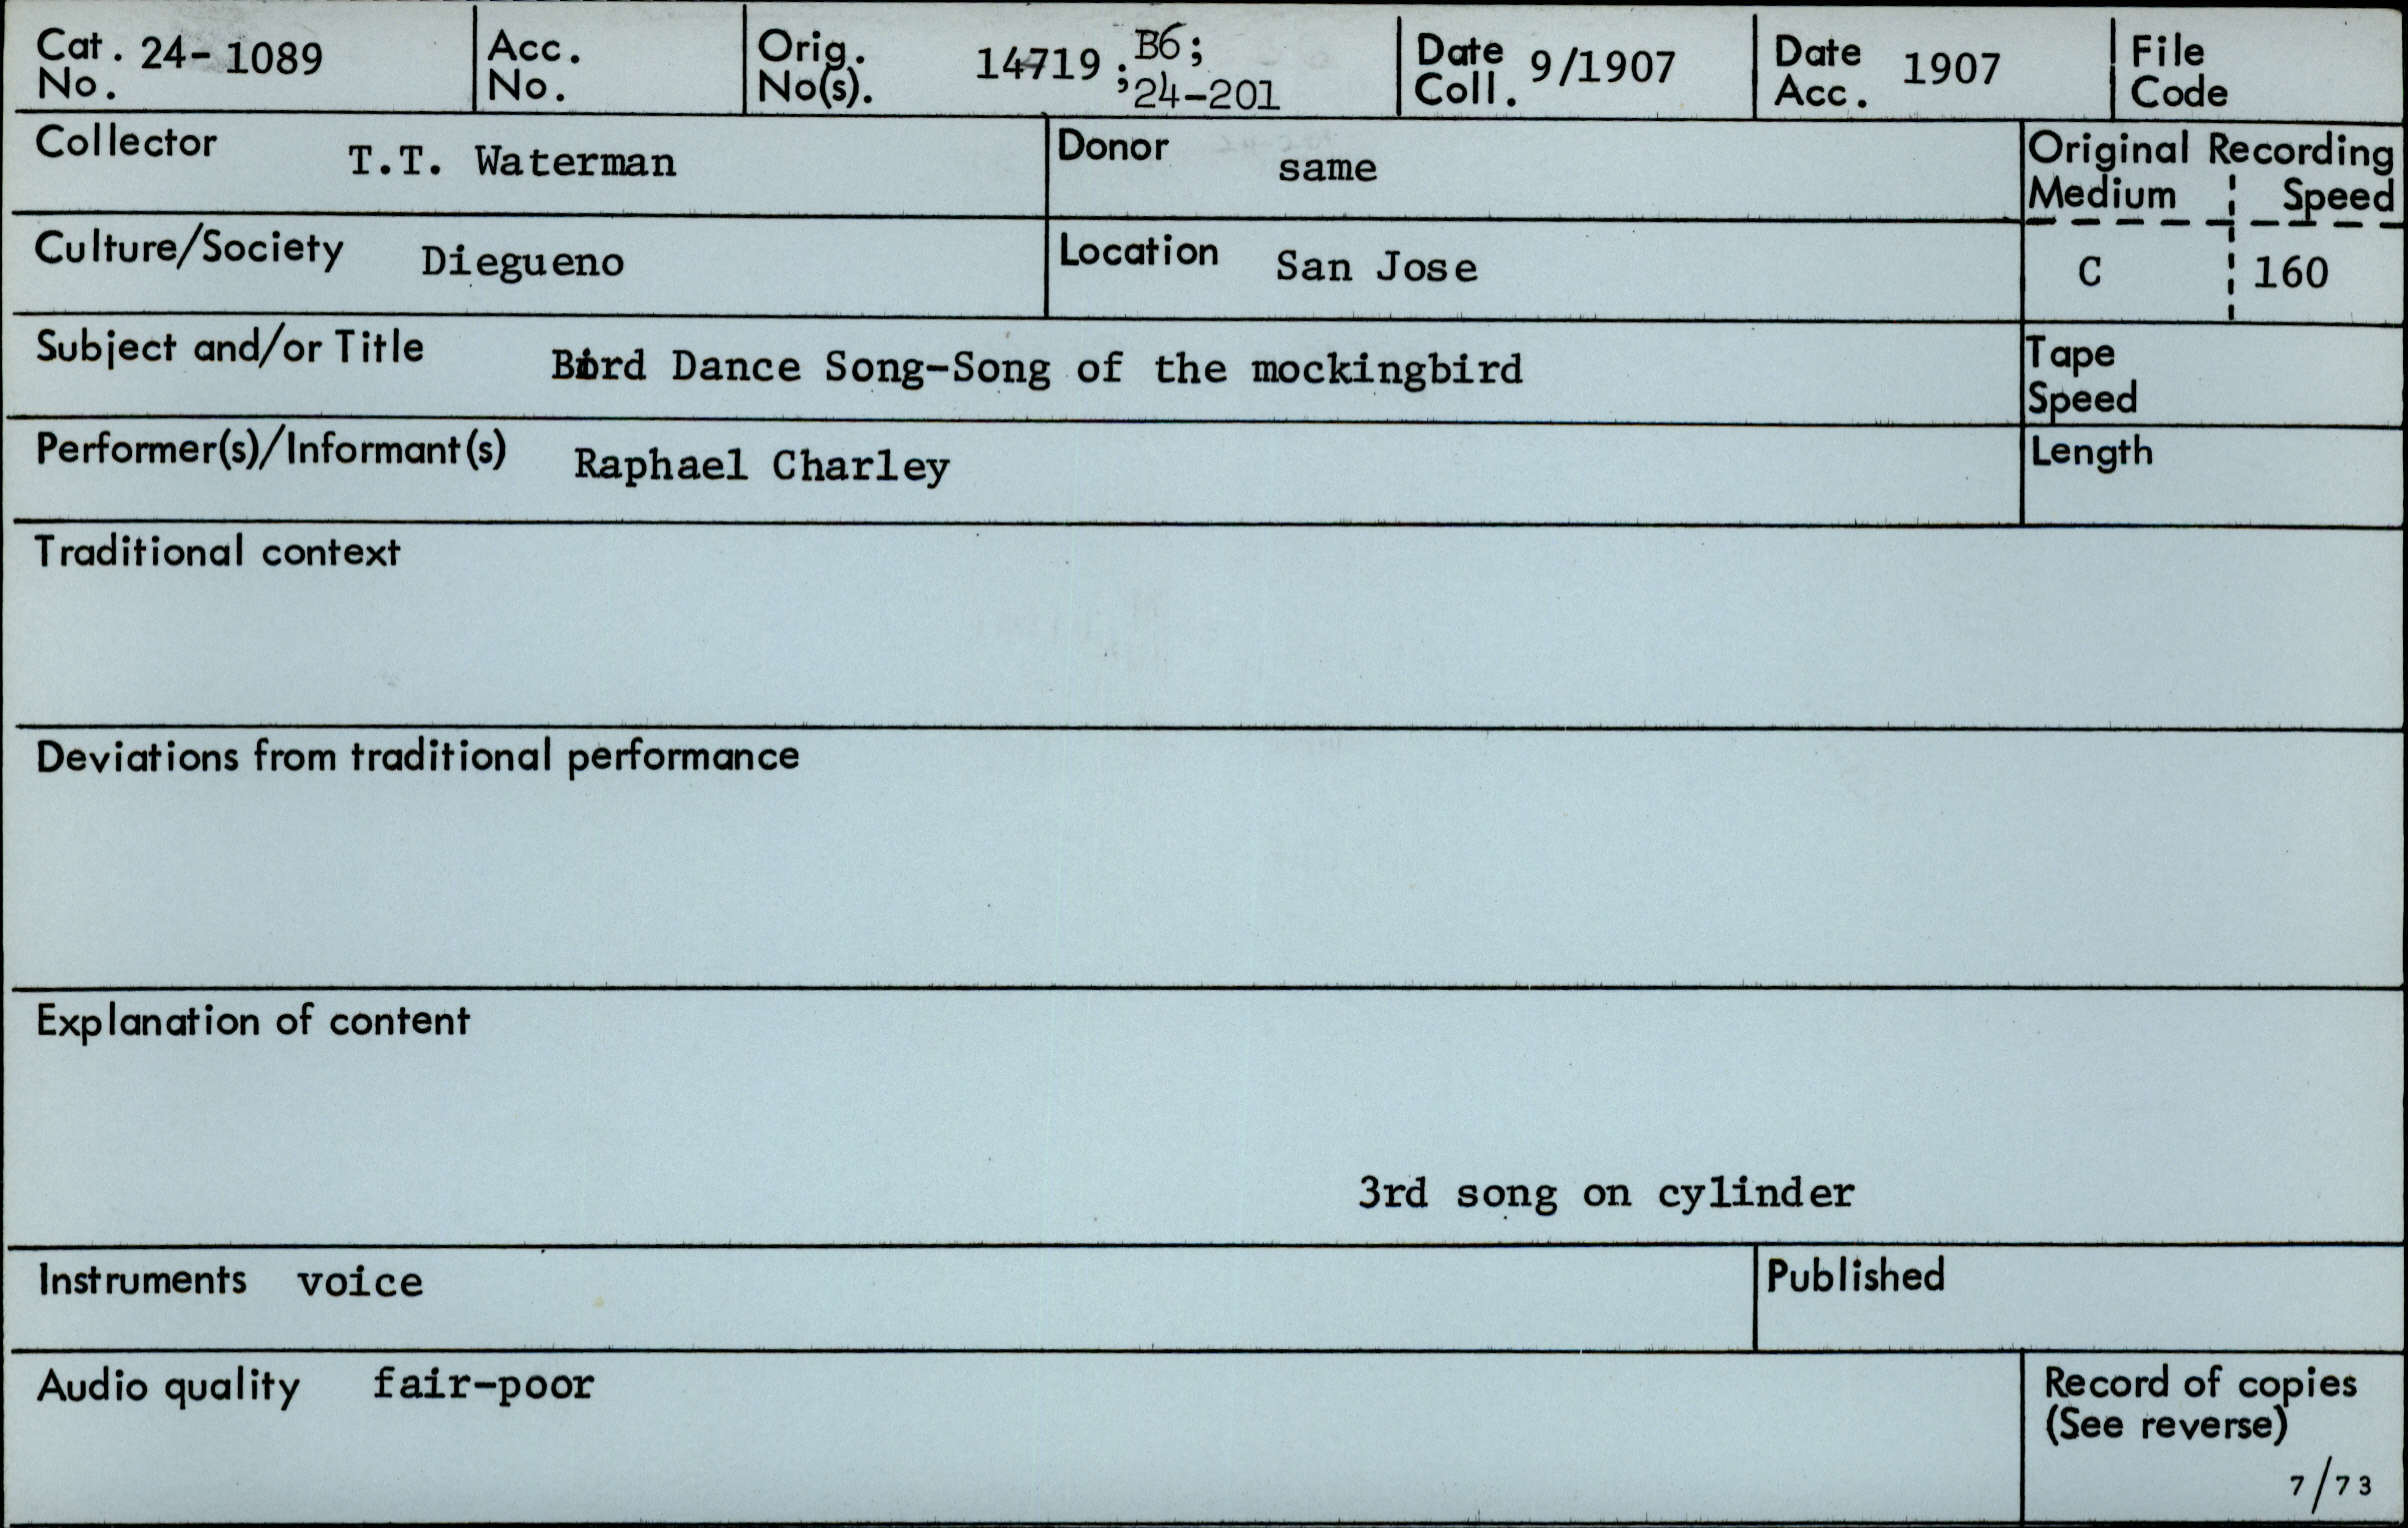 Cat. No. 24-1089
Acc. No.
Orig. No(s). 14719; B6; 24-201
Date Coll. 9/1907
Date Acc. 1907
File Code
Collector T.T. Waterman
Donor same
Original Recording
Medium Speed
C 160
Culture/Society Diegueno
Location San Jose
Subject and/or Title Bird Dance Song-Song of the mockingbird
Tape Speed
Performer(s)/Informant(s) Raphael Charley
Length
Traditional context
Deviations from traditional performance
Explanation of content
3rd song on cylinder
Instruments voice
Published
Audio quality fair-poor
Record of copies
(See reverse)
7/73